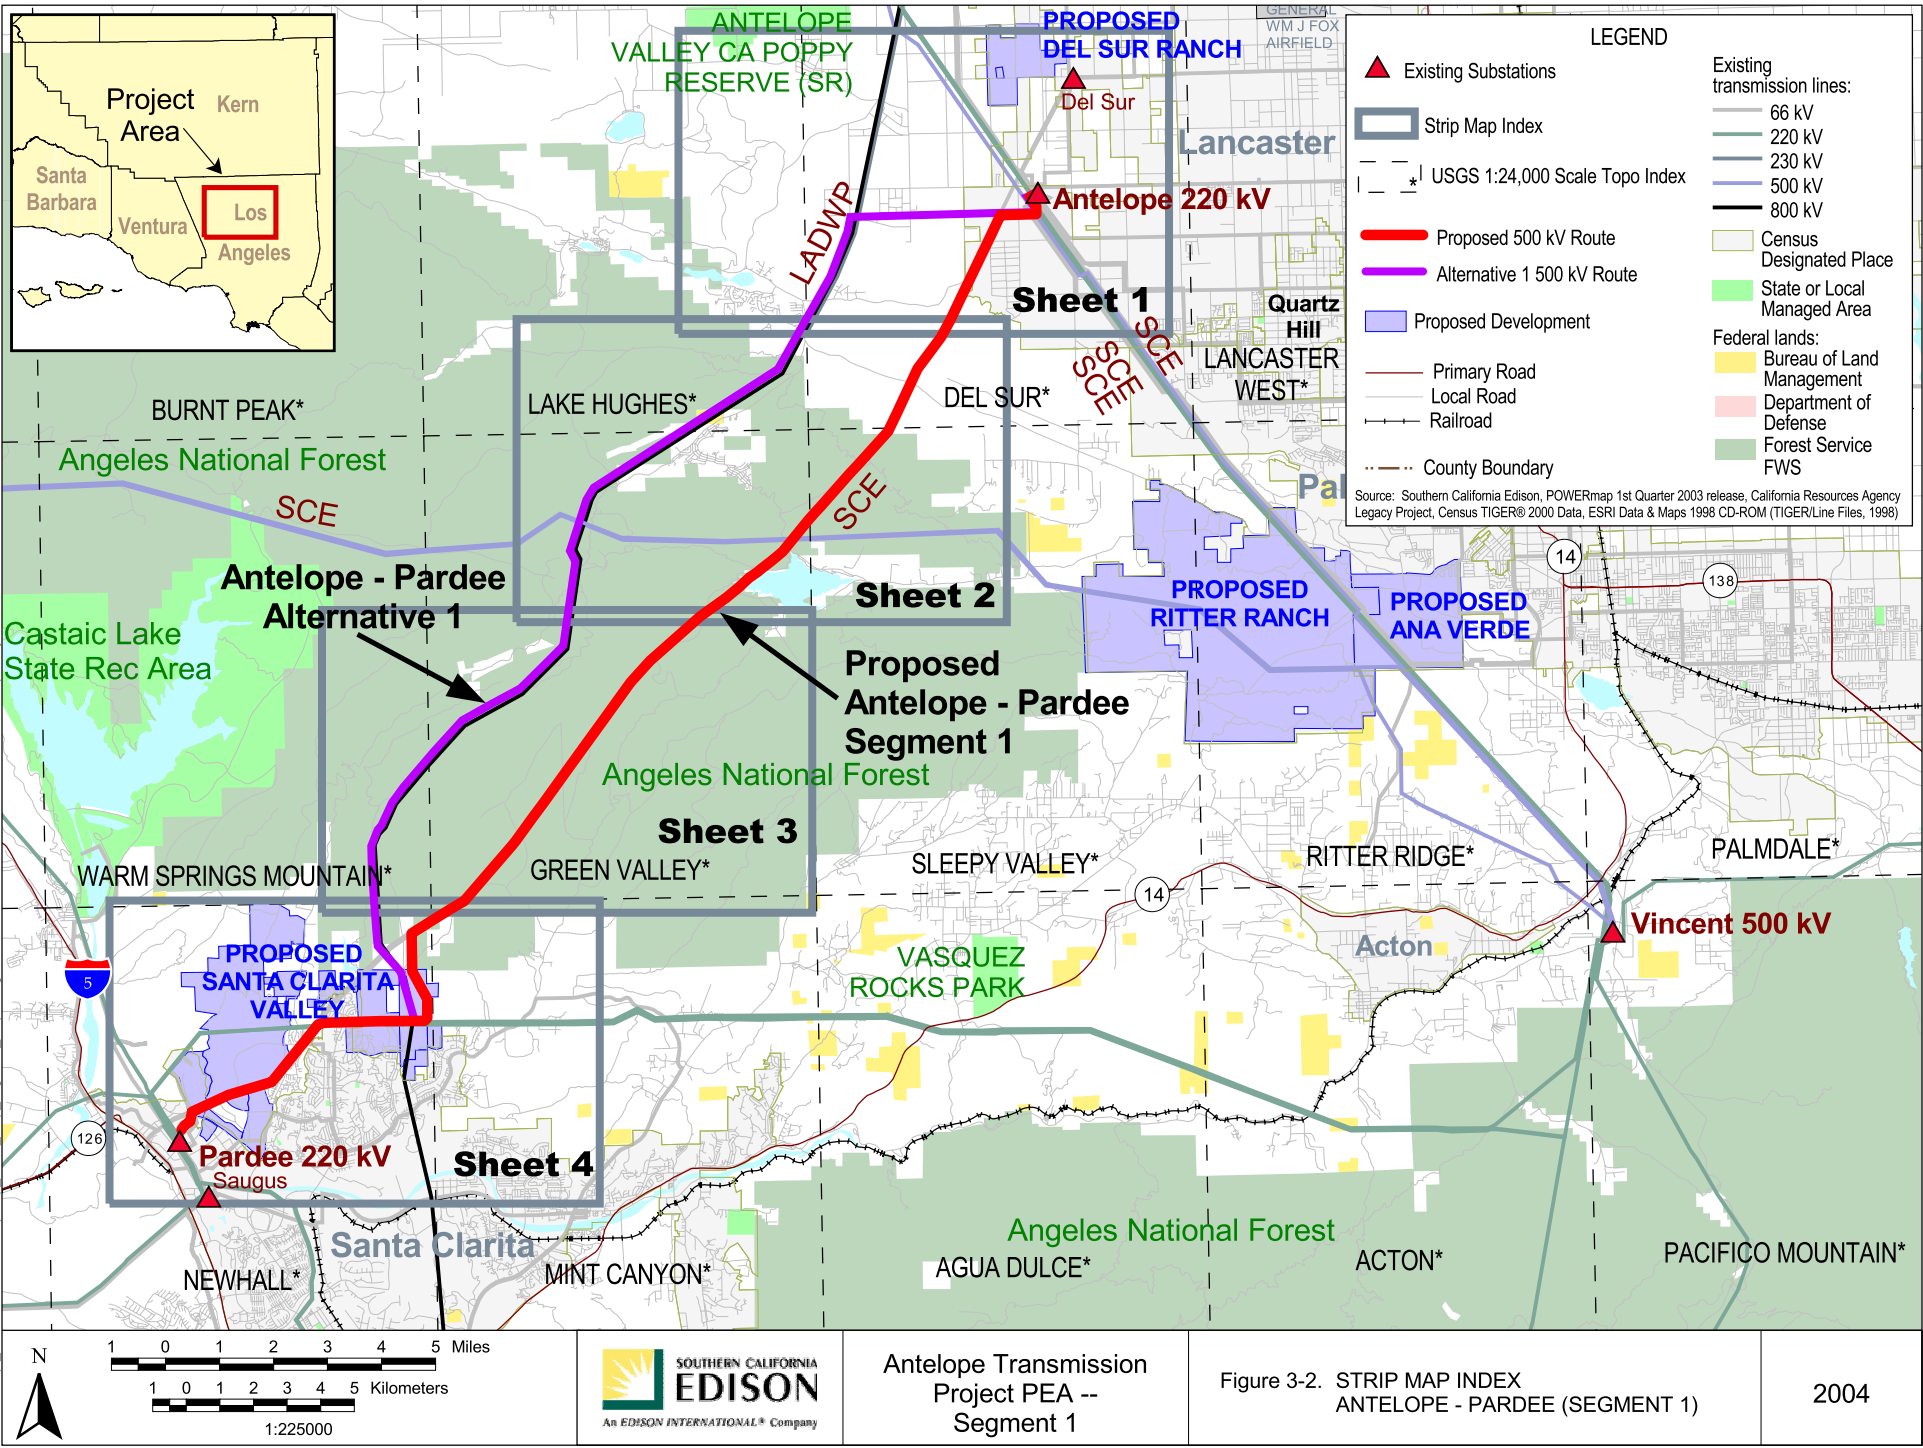 Project
Area
Kern
Santa
Barbara
Ventura
Los
Angeles
ANTELOPE
VALLEY CA POPPY
RESERVE (SR)
PROPOSED
DEL SUR RANCH
GENERAL
WM J FOX
AIRFIELD
Del Sur
Lancaster
Antelope 220 kV
LADWP
Sheet 1
Quartz
Hill
SCE
SCE
SCE
LANCASTER
WEST*
BURNT PEAK*
LAKE HUGHES*
DEL SUR*
Angeles National Forest
SCE
SCE
Pal
LEGEND
Existing Substations
Strip Map Index
*
USGS 1:24,000 Scale Topo Index
Proposed 500 kV Route
Alternative 1 500 kV Route
Proposed Development
Primary Road
Local Road
Railroad
County Boundary
Existing
transmission lines:
66 kV
220 kV
230 kV
500 kV
800 kV
Census
Designated Place
State or Local
Managed Area
Federal lands:
Bureau of Land
Management
Department of
Defense
Forest Service
FWS
Source: Southern California Edison, POWERmap 1st Quarter 2003 release, California Resources Agency
Legacy Project, Census TIGER® 2000 Data, ESRI Data & Maps 1998 CD-ROM (TIGER/Line Files, 1998)
14
138
Antelope - Pardee
Alternative 1
Sheet 2
PROPOSED
RITTER RANCH
PROPOSED
ANA VERDE
Castaic Lake
State Rec Area
Proposed
Antelope - Pardee
Segment 1
Angeles National Forest
Sheet 3
WARM SPRINGS MOUNTAIN*
GREEN VALLEY*
SLEEPY VALLEY*
RITTER RIDGE*
PALMDALE*
14
Vincent 500 kV
Acton
PROPOSED
SANTA CLARITA
VALLEY
VASQUEZ
ROCKS PARK
5
126
Pardee 220 kV
Saugus
Sheet 4
Santa Clarita
Angeles National Forest
NEWHALL*
MINT CANYON*
AGUA DULCE*
ACTON*
PACIFICO MOUNTAIN*
N
1 0 1 2 3 4 5 Miles
1 0 1 2 3 4 5 Kilometers
1:225000
SOUTHERN CALIFORNIA
EDISON
An EDISON INTERNATIONAL® Company
Antelope Transmission
Project PEA --
Segment 1
Figure 3-2. STRIP MAP INDEX
ANTELOPE - PARDEE (SEGMENT 1)
2004